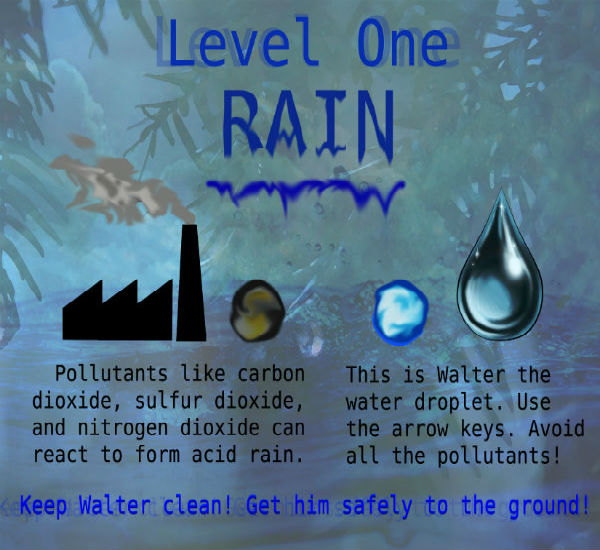 Level One
RAIN
Pollutants like carbon
dioxide, sulfur dioxide,
and nitrogen dioxide can
react to form acid rain.
This is Walter the
water droplet. Use
the arrow keys. Avoid
all the pollutants!
Keep Walter clean! Get him safely to the ground!